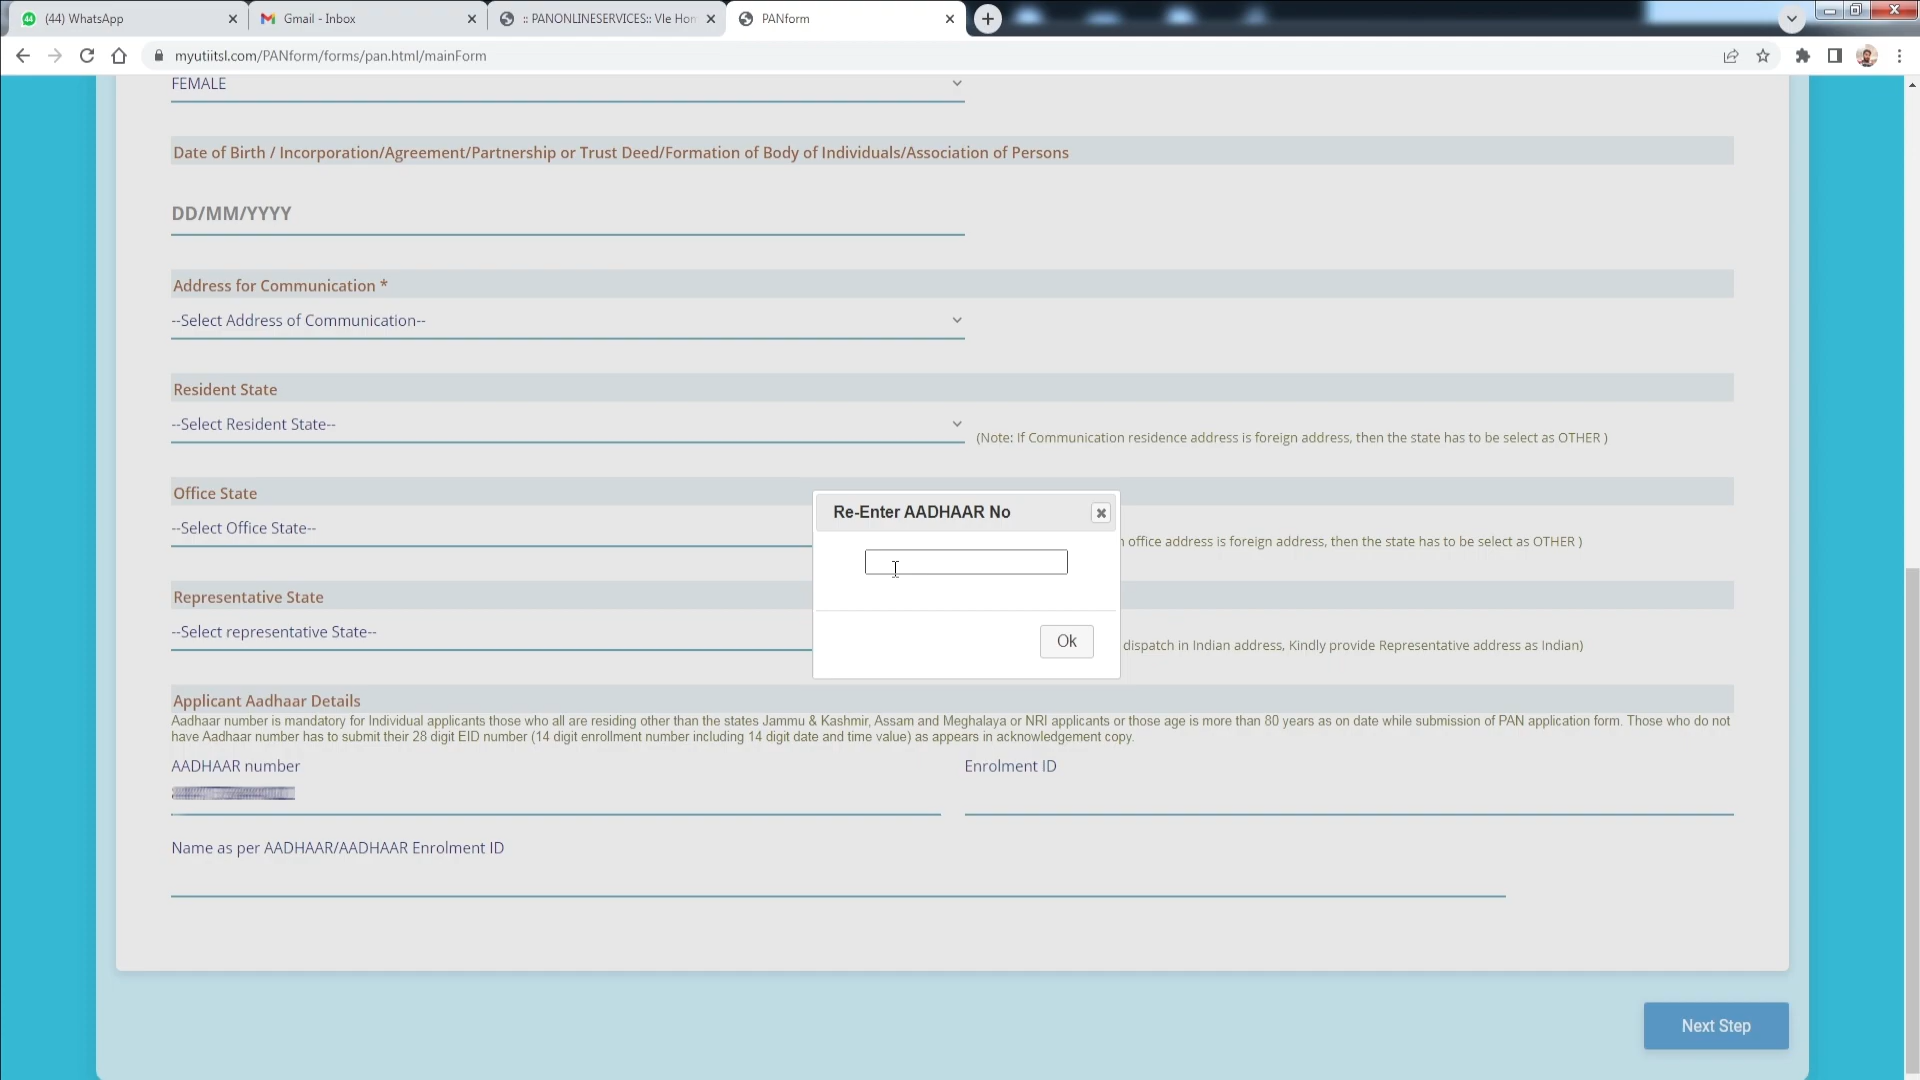 (44) WhatsApp
Gmail - Inbox
:: PANONLINESERVICES:: Vle Hon
PANform
myutiitsl.com/PANform/forms/pan.html/mainForm
FEMALE
Date of Birth / Incorporation/Agreement/Partnership or Trust Deed/Formation of Body of Individuals/Association of Persons
DD/MM/YYYY
Address for Communication *
--Select Address of Communication--
Resident State
--Select Resident State--
(Note: If Communication residence address is foreign address, then the state has to be select as OTHER )
Office State
--Select Office State--
office address is foreign address, then the state has to be select as OTHER )
Re-Enter AADHAAR No
Ok
Representative State
--Select representative State--
dispatch in Indian address, Kindly provide Representative address as Indian)
Applicant Aadhaar Details
Aadhaar number is mandatory for Individual applicants those who all are residing other than the states Jammu & Kashmir, Assam and Meghalaya or NRI applicants or those age is more than 80 years as on date while submission of PAN application form. Those who do not
have Aadhaar number has to submit their 28 digit EID number (14 digit enrollment number including 14 digit date and time value) as appears in acknowledgement copy.
AADHAAR number
Enrolment ID
Name as per AADHAAR/AADHAAR Enrolment ID
Next Step